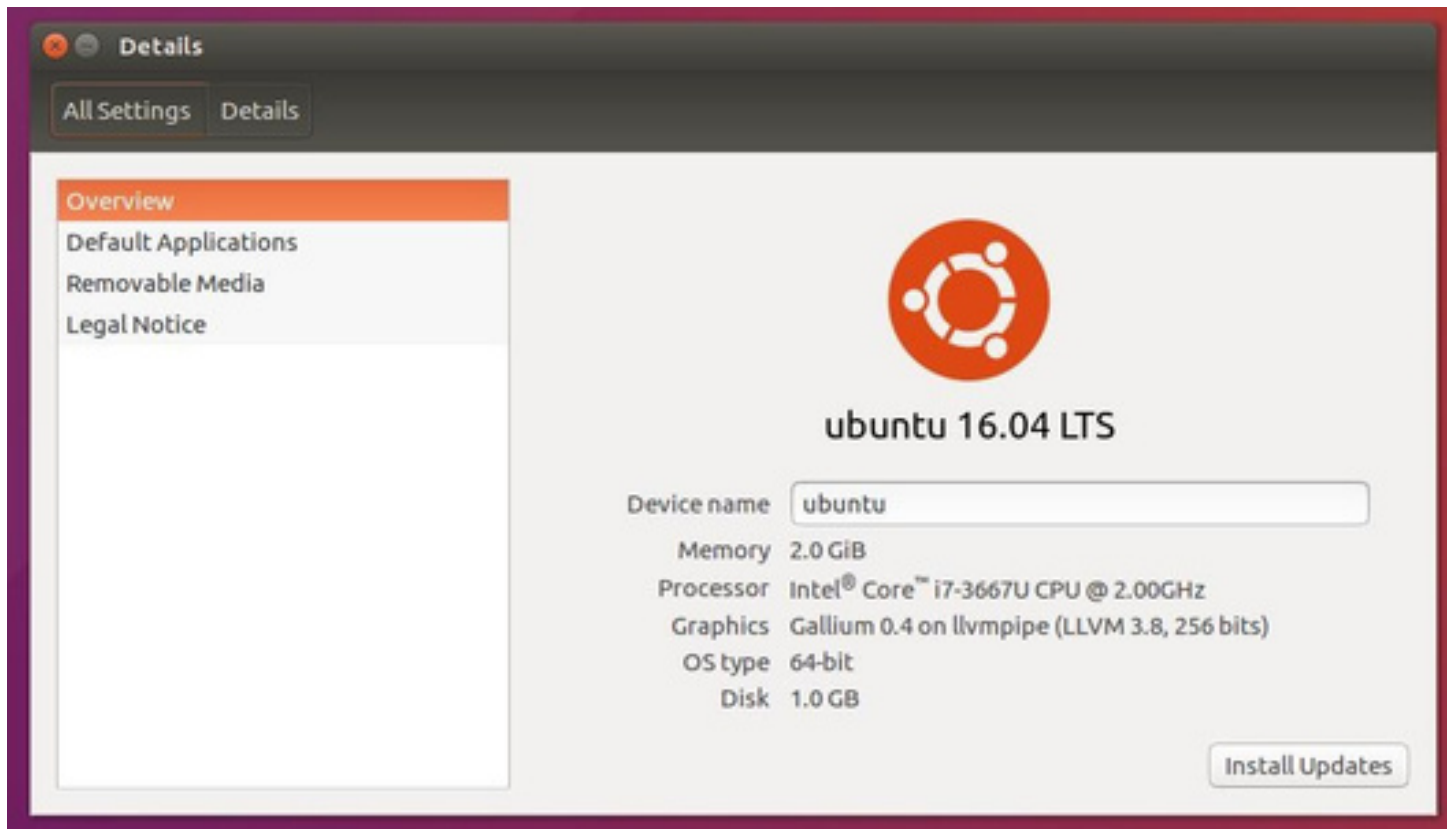 Details
All Settings Details
Overview
Default Applications
Removable Media
Legal Notice
ubuntu 16.04 LTS
Device name ubuntu
Memory 2.0 GiB
Processor Intel® Core™ i7-3667U CPU @ 2.00GHz
Graphics Gallium 0.4 on llvmpipe (LLVM 3.8, 256 bits)
OS type 64-bit
Disk 1.0 GB
Install Updates